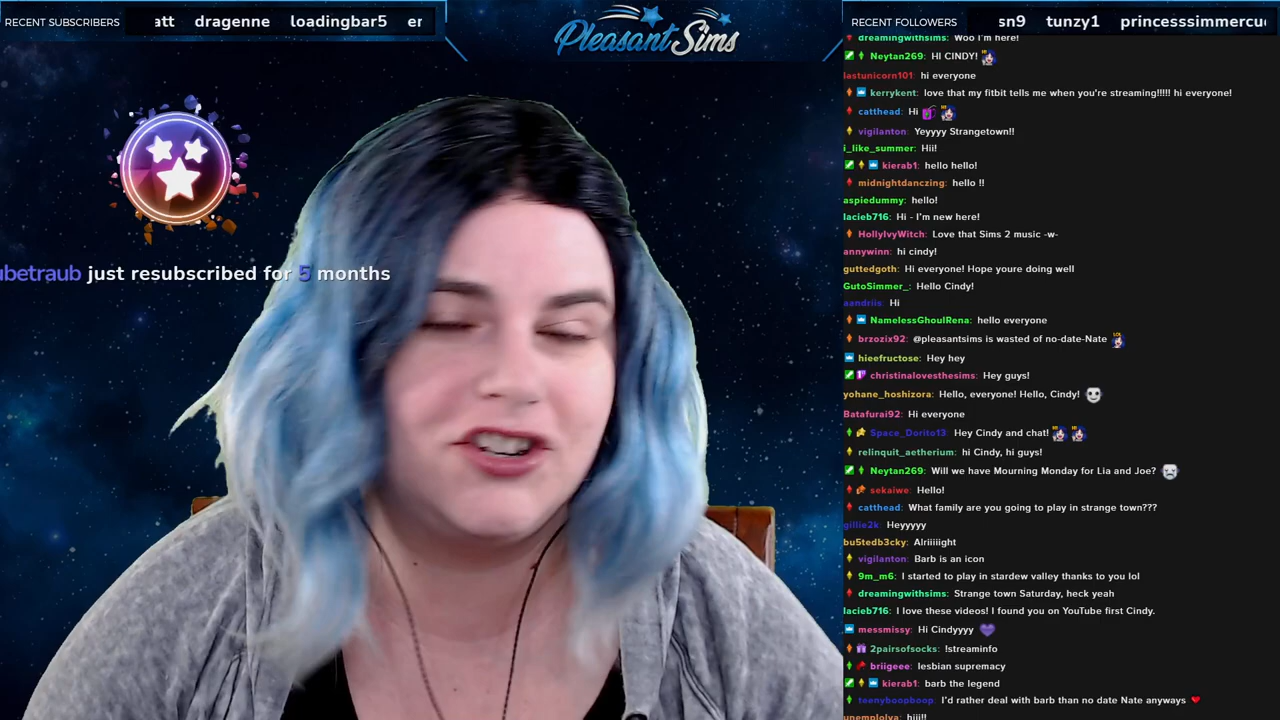 RECENT SUBSCRIBERS att dragenne loadingbar5 er
PleasantSims
RECENT FOLLOWERS sn9 tunzy1 princesssimmercu
ubetraub just resubscribed for 5 months
dreamingwithsims: Woo I'm here!
Neytan269: HI CINDY!
lastunicorn101: hi everyone
kerrykent: love that my fitbit tells me when you're streaming!!!!! hi everyone!
catthead: Hi
vigilanton: Yeyyyy Strangetown!!
i_like_summer: Hii!
kierab1: hello hello!
midnightdanczing: hello !!
aspiedummy: hello!
lacieb716: Hi - I'm new here!
HollyIvyWitch: Love that Sims 2 music -w-
annywinn: hi cindy!
guttedgoth: Hi everyone! Hope youre doing well
GutoSimmer_: Hello Cindy!
aandriis: Hi
NamelessGhoulRena: hello everyone
brzozix92: @pleasantsims is wasted of no-date-Nate
hieefructose: Hey hey
christinalovesthesims: Hey guys!
yohane_hoshizora: Hello, everyone! Hello, Cindy!
Batafurai92: Hi everyone
Space_Dorito13: Hey Cindy and chat!
relinquit_aetherium: hi Cindy, hi guys!
Neytan269: Will we have Mourning Monday for Lia and Joe?
sekaiwe: Hello!
catthead: What family are you going to play in strange town???
gillie2k: Heyyyyy
bu5tedb3cky: Alriiiiight
vigilanton: Barb is an icon
9m_m6: I started to play in stardew valley thanks to you lol
dreamingwithsims: Strange town Saturday, heck yeah
lacieb716: I love these videos! I found you on YouTube first Cindy.
messmissy: Hi Cindyyyy
2pairsofsocks: !streaminfo
briigeee: lesbian supremacy
kierab1: barb the legend
teenyboopboop: I'd rather deal with barb than no date Nate anyways
unemplolya: hiii!!